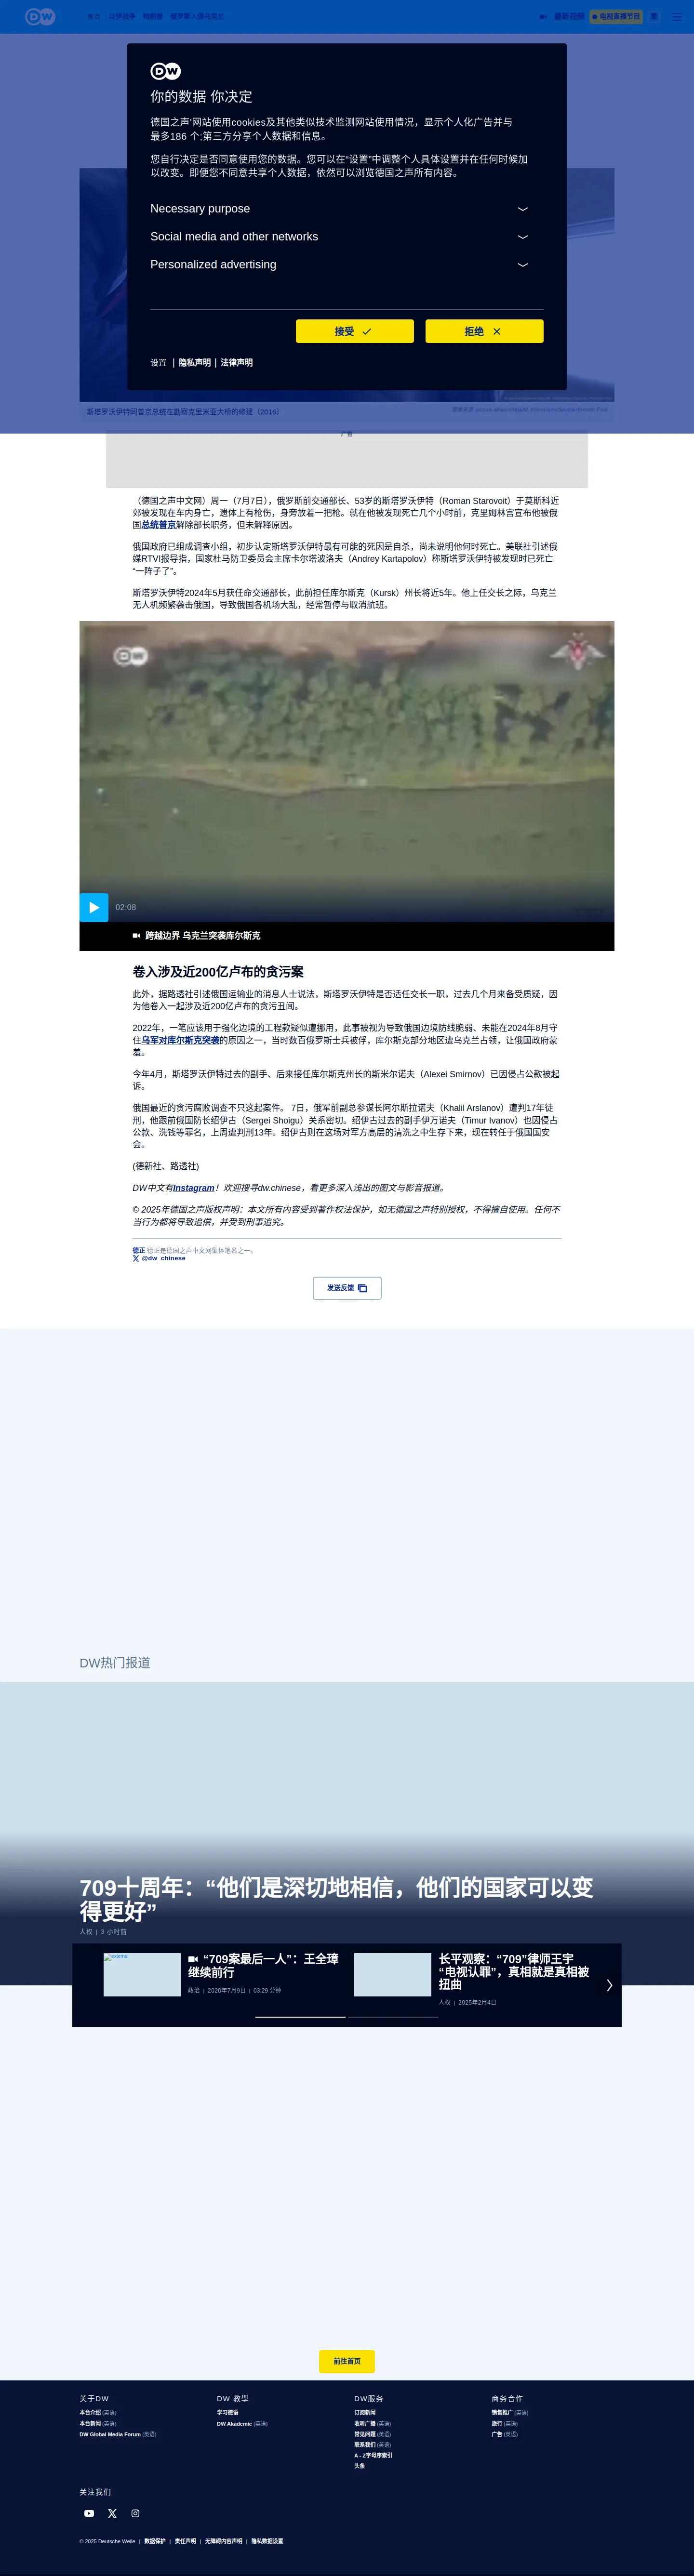 DW
焦点
以伊战争
特朗普
俄罗斯入侵乌克兰
最新视频
电视直播节目
繁
DW
你的数据 你决定
德国之声'网站使用cookies及其他类似技术监测网站使用情况，显示个人化广告并与
最多186 个;第三方分享个人数据和信息。
您自行决定是否同意使用您的数据。您可以在“设置”中调整个人具体设置并在任何时候加
以改变。即便您不同意共享个人数据，依然可以浏览德国之声所有内容。
Necessary purpose
Social media and other networks
Personalized advertising
接受
拒绝
设置 | 隐私声明 | 法律声明
斯塔罗沃伊特同普京总统在勘察克里米亚大桥的修建（2016）
广告
（德国之声中文网）周一（7月7日），俄罗斯前交通部长、53岁的斯塔罗沃伊特（Roman Starovoit）于莫斯科近
郊被发现在车内身亡，遗体上有枪伤，身旁放着一把枪。就在他被发现死亡几个小时前，克里姆林宫宣布他被俄
国总统普京解除部长职务，但未解释原因。
俄国政府已组成调查小组，初步认定斯塔罗沃伊特最有可能的死因是自杀，尚未说明他何时死亡。美联社引述俄
媒RTVI报导指，国家杜马防卫委员会主席卡尔塔波洛夫（Andrey Kartapolov）称斯塔罗沃伊特被发现时已死亡
“一阵子了”。
斯塔罗沃伊特2024年5月获任命交通部长，此前担任库尔斯克（Kursk）州长将近5年。他上任交长之际，乌克兰
无人机频繁袭击俄国，导致俄国各机场大乱，经常暂停与取消航班。
DW
02:08
跨越边界 乌克兰突袭库尔斯克
卷入涉及近200亿卢布的贪污案
此外，据路透社引述俄国运输业的消息人士说法，斯塔罗沃伊特是否适任交长一职，过去几个月来备受质疑，因
为他卷入一起涉及近200亿卢布的贪污丑闻。
2022年，一笔应该用于强化边境的工程款疑似遭挪用，此事被视为导致俄国边境防线脆弱、未能在2024年8月守
住乌军对库尔斯克突袭的原因之一，当时数百俄罗斯士兵被俘，库尔斯克部分地区遭乌克兰占领，让俄国政府蒙
羞。
今年4月，斯塔罗沃伊特过去的副手、后来接任库尔斯克州长的斯米尔诺夫（Alexei Smirnov）已因侵占公款被起
诉。
俄国最近的贪污腐败调查不只这起案件。 7日，俄军前副总参谋长阿尔斯拉诺夫（Khalil Arslanov）遭判17年徒
刑，他跟前俄国防长绍伊古（Sergei Shoigu）关系密切。绍伊古过去的副手伊万诺夫（Timur Ivanov）也因侵占
公款、洗钱等罪名，上周遭判刑13年。绍伊古则在这场对军方高层的清洗之中生存下来，现在转任于俄国国安
会。
(德新社、路透社)
DW中文有Instagram！欢迎搜寻dw.chinese，看更多深入浅出的图文与影音报道。
© 2025年德国之声版权声明：本文所有内容受到著作权法保护，如无德国之声特别授权，不得擅自使用。任何不
当行为都将导致追偿，并受到刑事追究。
德正 德正是德国之声中文网集体笔名之一。
@dw_chinese
发送反馈
DW热门报道
709十周年：“他们是深切地相信，他们的国家可以变
得更好”
人权 | 3 小时前
“709案最后一人”：王全璋
继续前行
政治 | 2020年7月9日 | 03:29 分钟
长平观察：“709”律师王宇
“电视认罪”，真相就是真相被
扭曲
人权 | 2025年2月4日
前往首页
关于DW
本台介绍 (英语)
本台新闻 (英语)
DW Global Media Forum (英语)
DW 教學
学习德语
DW Akademie (英语)
DW服务
订阅新闻
收听广播 (英语)
常见问题 (英语)
联系我们 (英语)
A - Z字母序索引
头条
商务合作
销售推广 (英语)
旅行 (英语)
广告 (英语)
关注我们
© 2025 Deutsche Welle | 数据保护 | 责任声明 | 无障碍内容声明 | 隐私数据设置